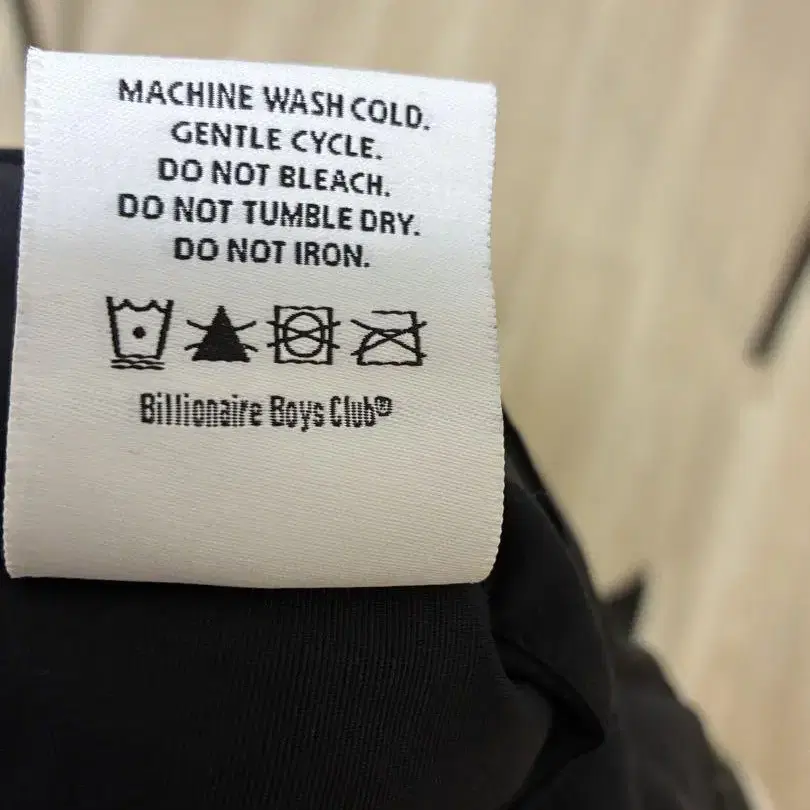 MACHINE WASH COLD.
GENTLE CYCLE.
DO NOT BLEACH.
DO NOT TUMBLE DRY.
DO NOT IRON.
Billionaire Boys Club®